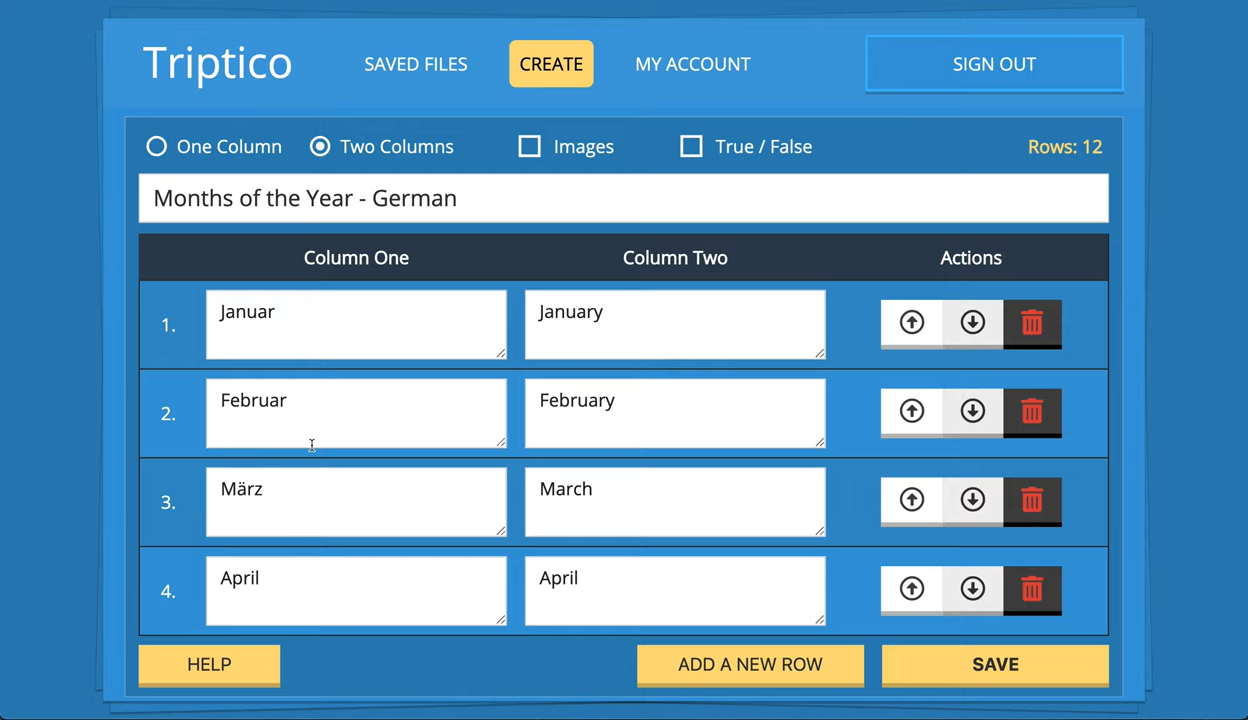 Triptico SAVED FILES CREATE MY ACCOUNT SIGN OUT
One Column Two Columns Images True / False Rows: 12
Months of the Year - German
Column One Column Two Actions
1. Januar January
2. Februar February
3. März March
4. April April
HELP ADD A NEW ROW SAVE